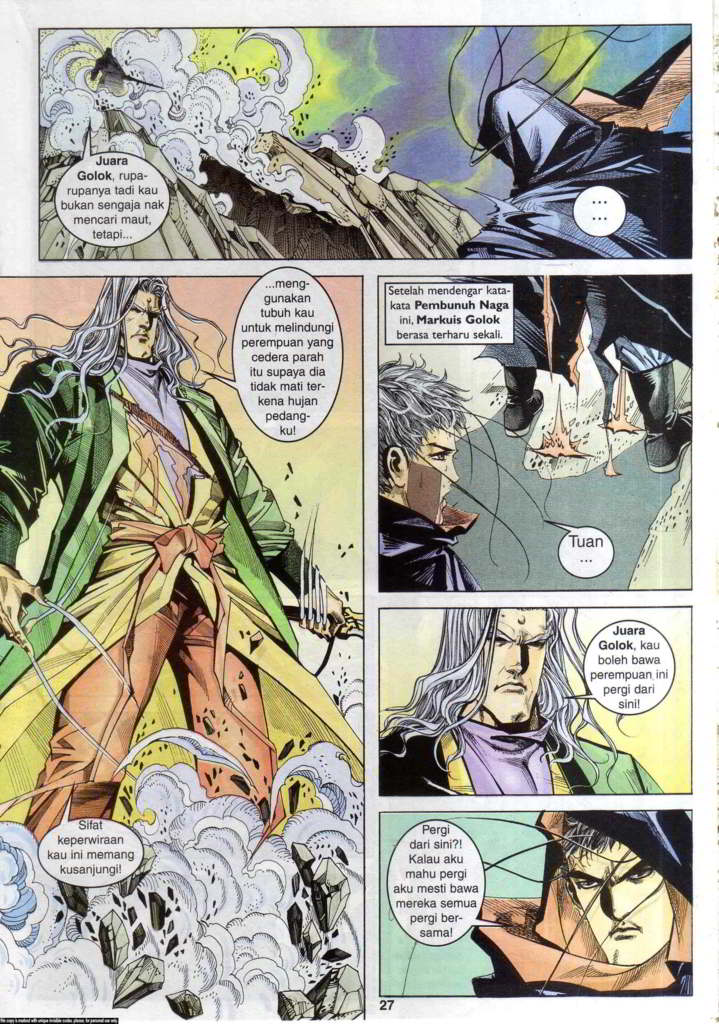 Juara
Golok, rupa-
rupanya tadi kau
bukan sengaja nak
mencari maut,
tetapi...
...
...
...meng-
gunakan
tubuh kau
untuk melindungi
perempuan yang
cedera parah
itu supaya dia
tidak mati ter-
kena hujan
pedang-
ku!
Sifat
keperwiraan
kau ini memang
kusanjungi!
Setelah mendengar kata-
kata Pembunuh Naga
ini, Markuis Golok
berasa terharu sekali.
Tuan
...
Juara
Golok, kau
boleh bawa
perempuan ini
pergi dari
sini!
Pergi
dari sini?!
Kalau aku
mahu pergi
aku mesti bawa
mereka semua
pergi ber-
sama!
27